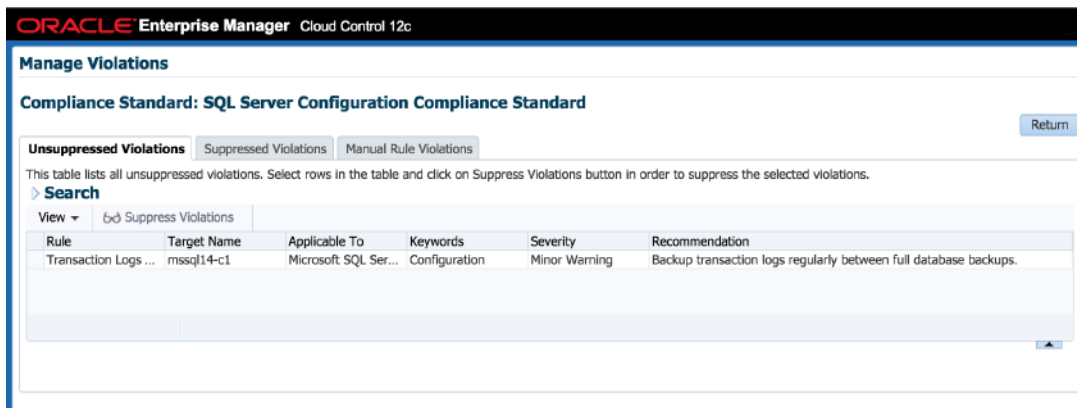 ORACLE Enterprise Manager Cloud Control 12c
Manage Violations
Compliance Standard: SQL Server Configuration Compliance Standard
Return
Unsuppressed Violations Suppressed Violations Manual Rule Violations
This table lists all unsuppressed violations. Select rows in the table and click on Suppress Violations button in order to suppress the selected violations.
Search
View Suppress Violations
Rule Target Name Applicable To Keywords Severity Recommendation
Transaction Logs ... mssql14-c1 Microsoft SQL Ser... Configuration Minor Warning Backup transaction logs regularly between full database backups.